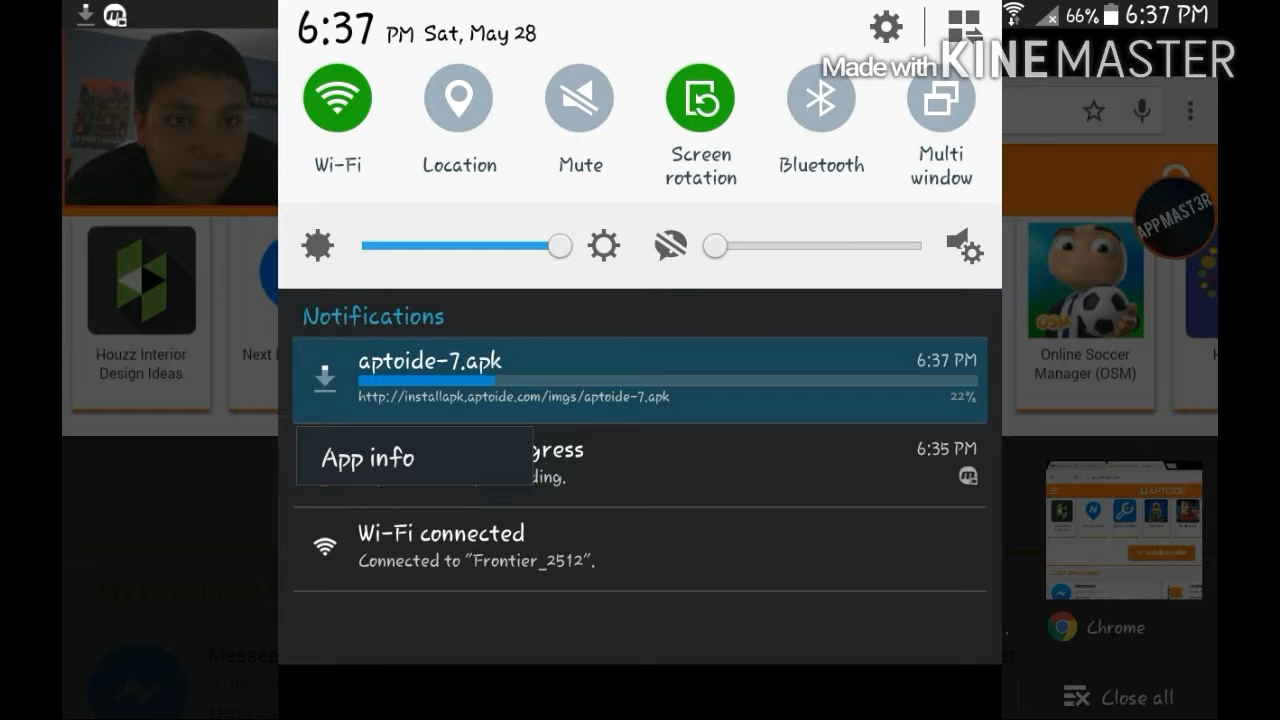 6:37 PM Sat, May 28
66% 6:37 PM
Made with KINEMASTER
Wi-Fi
Location
Mute
Screen
rotation
Bluetooth
Multi
window
APPMAST3R
Notifications
aptoide-7.apk
6:37 PM
http://installapk.aptoide.com/imgs/aptoide-7.apk
22%
App info
gress
6:35 PM
ding.
Wi-Fi connected
Connected to "Frontier_2512".
Houzz Interior
Design Ideas
Next
OSM
Online Soccer
Manager (OSM)
H
APTOIDE
Chrome
Close all
Messen